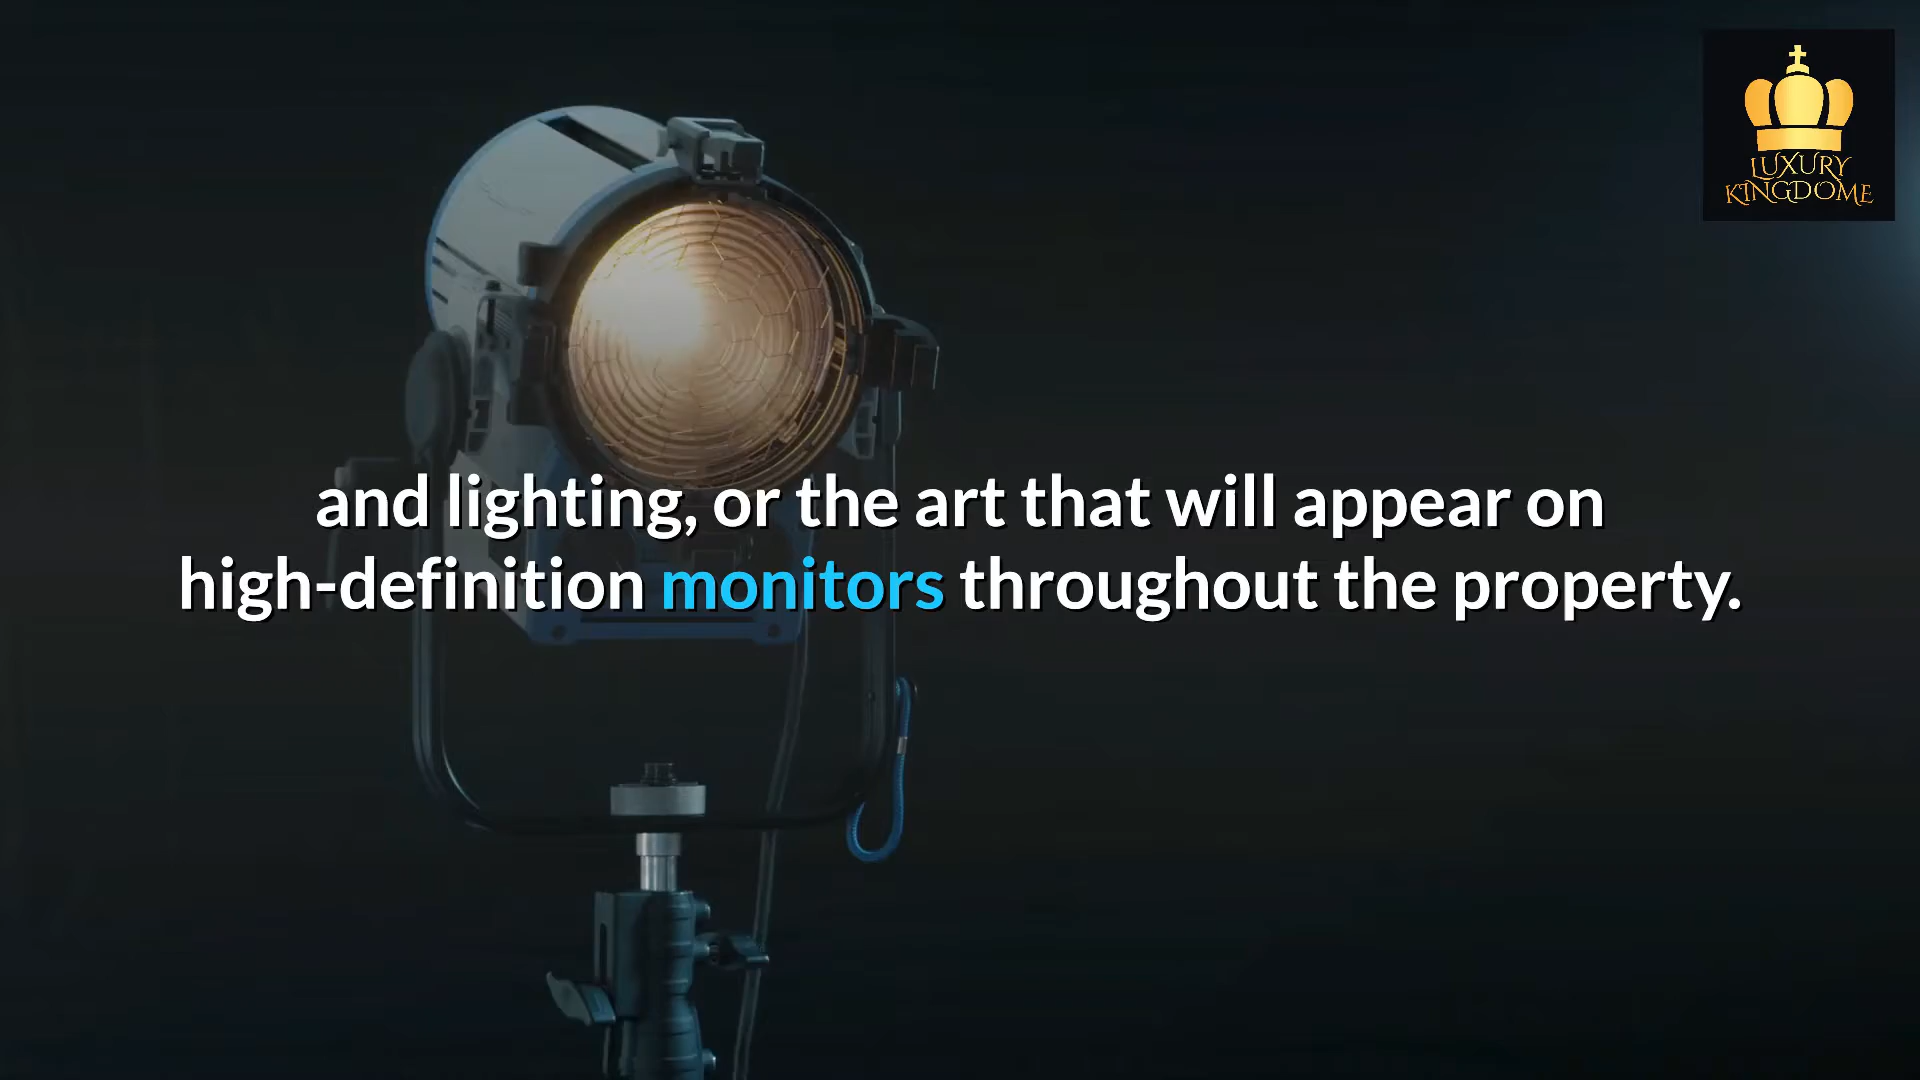 LUXURY
KINGDOME
and lighting, or the art that will appear on
high-definition monitors throughout the property.